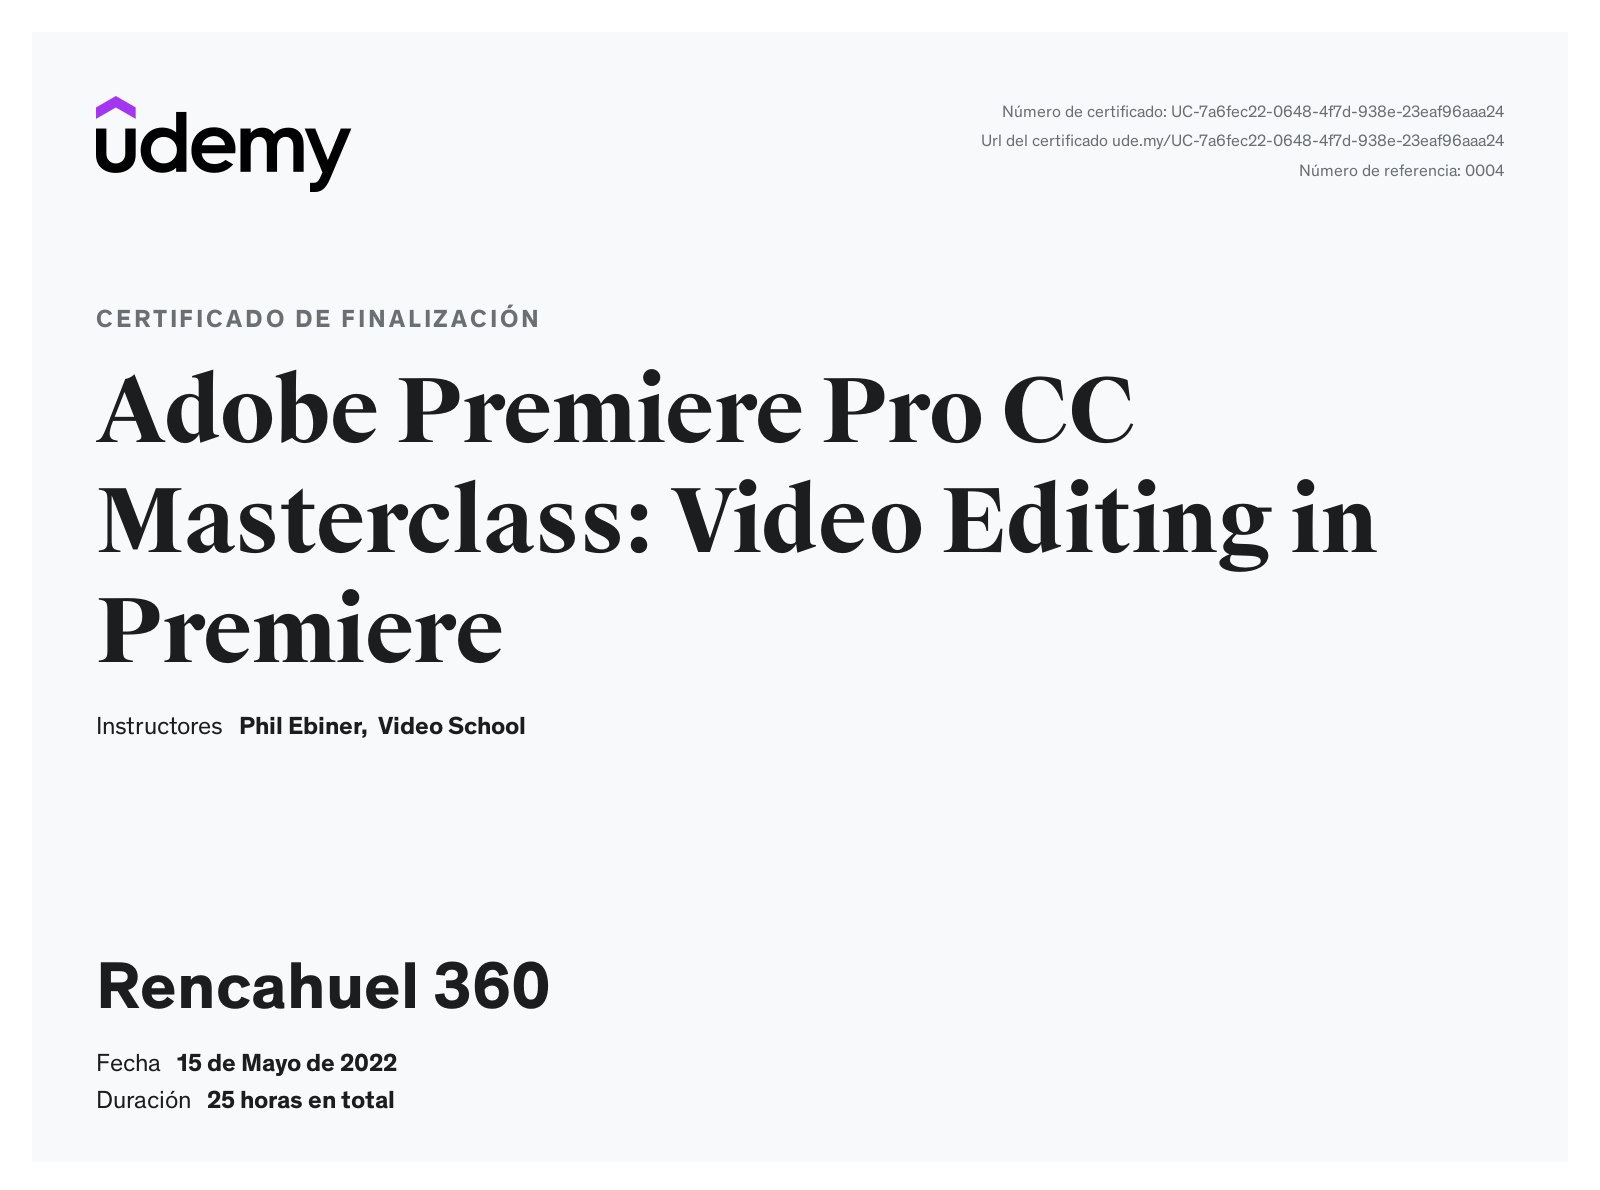 udemy
Número de certificado: UC-7a6fec22-0648-4f7d-938e-23eaf96aaa24
Url del certificado ude.my/UC-7a6fec22-0648-4f7d-938e-23eaf96aaa24
Número de referencia: 0004
CERTIFICADO DE FINALIZACIÓN
Adobe Premiere Pro CC
Masterclass: Video Editing in
Premiere
Instructores Phil Ebiner, Video School
Rencahuel 360
Fecha 15 de Mayo de 2022
Duración 25 horas en total